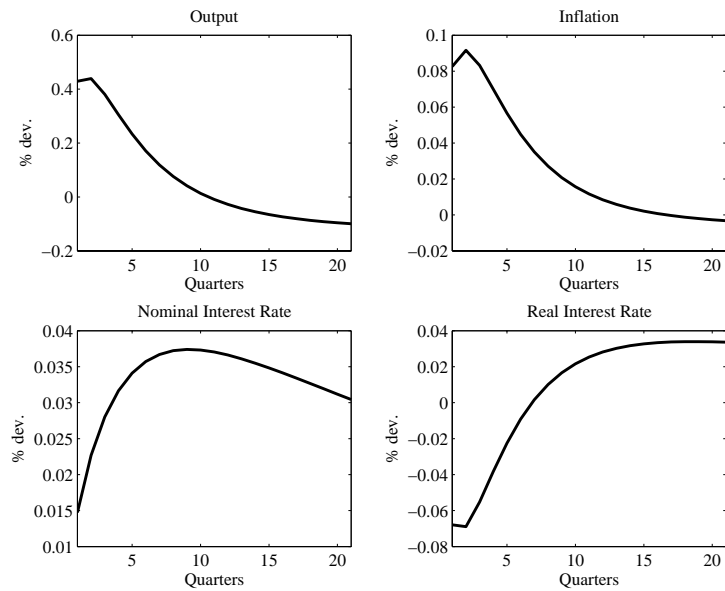 Output
0.6
0.4
0.2
0
−0.2
% dev.
5 10 15 20
Quarters
Inflation
0.1
0.08
0.06
0.04
0.02
0
−0.02
% dev.
5 10 15 20
Quarters
Nominal Interest Rate
0.04
0.035
0.03
0.025
0.02
0.015
0.01
% dev.
5 10 15 20
Quarters
Real Interest Rate
0.04
0.02
0
−0.02
−0.04
−0.06
−0.08
% dev.
5 10 15 20
Quarters